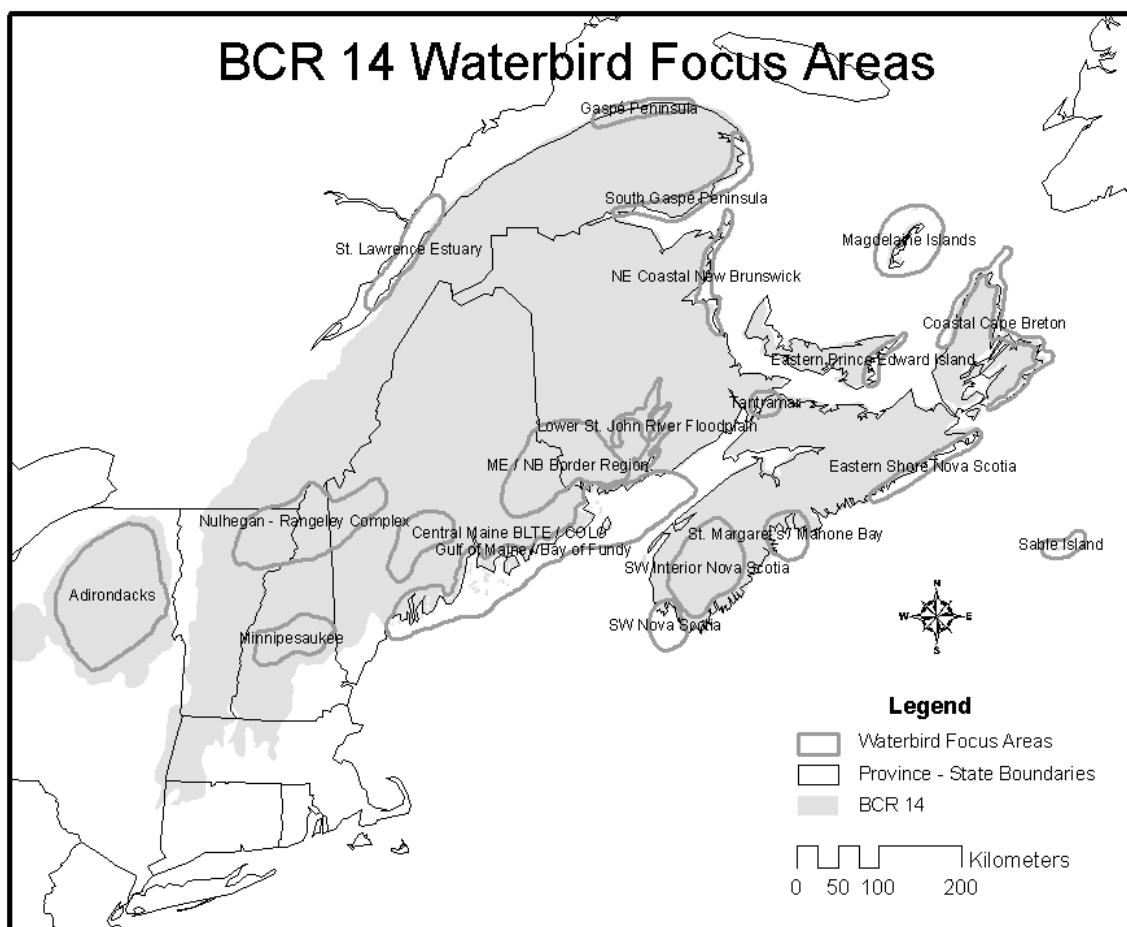 BCR 14 Waterbird Focus Areas
Gaspé Peninsula
South Gaspé Peninsula
St. Lawrence Estuary
Magdelaine Islands
NE Coastal New Brunswick
Coastal Cape Breton
Eastern Prince Edward Island
Tantramar
Lower St. John River Floodplain
ME / NB Border Region
Eastern Shore Nova Scotia
Nulhegan - Rangeley Complex
Central Maine BLTE / COLO
St. Margaret's / Mahone Bay
Gulf of Maine / Bay of Fundy
Sable Island
SW Interior Nova Scotia
Adirondacks
SW Nova Scotia
Minnipesaukee
N
W E
S
Legend
Waterbird Focus Areas
Province - State Boundaries
BCR 14
Kilometers
0 50 100 200